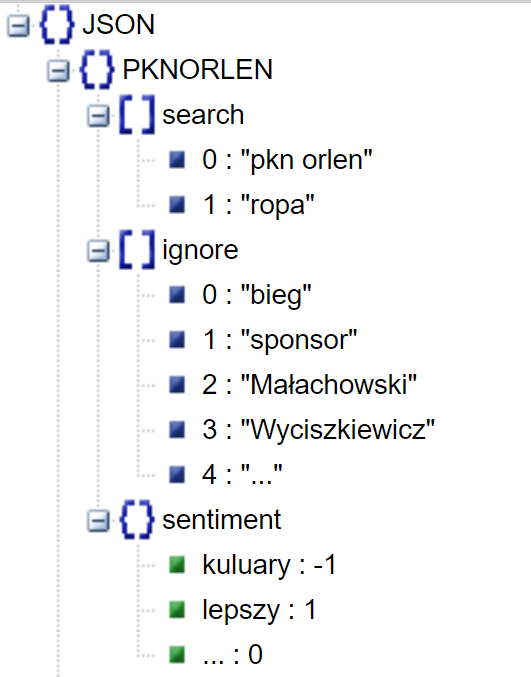 JSON
PKNORLEN
search
0 : "pkn orlen"
1 : "ropa"
ignore
0 : "bieg"
1 : "sponsor"
2 : "Małachowski"
3 : "Wyciszkiewicz"
4 : "..."
sentiment
kuluary : -1
lepszy : 1
... : 0